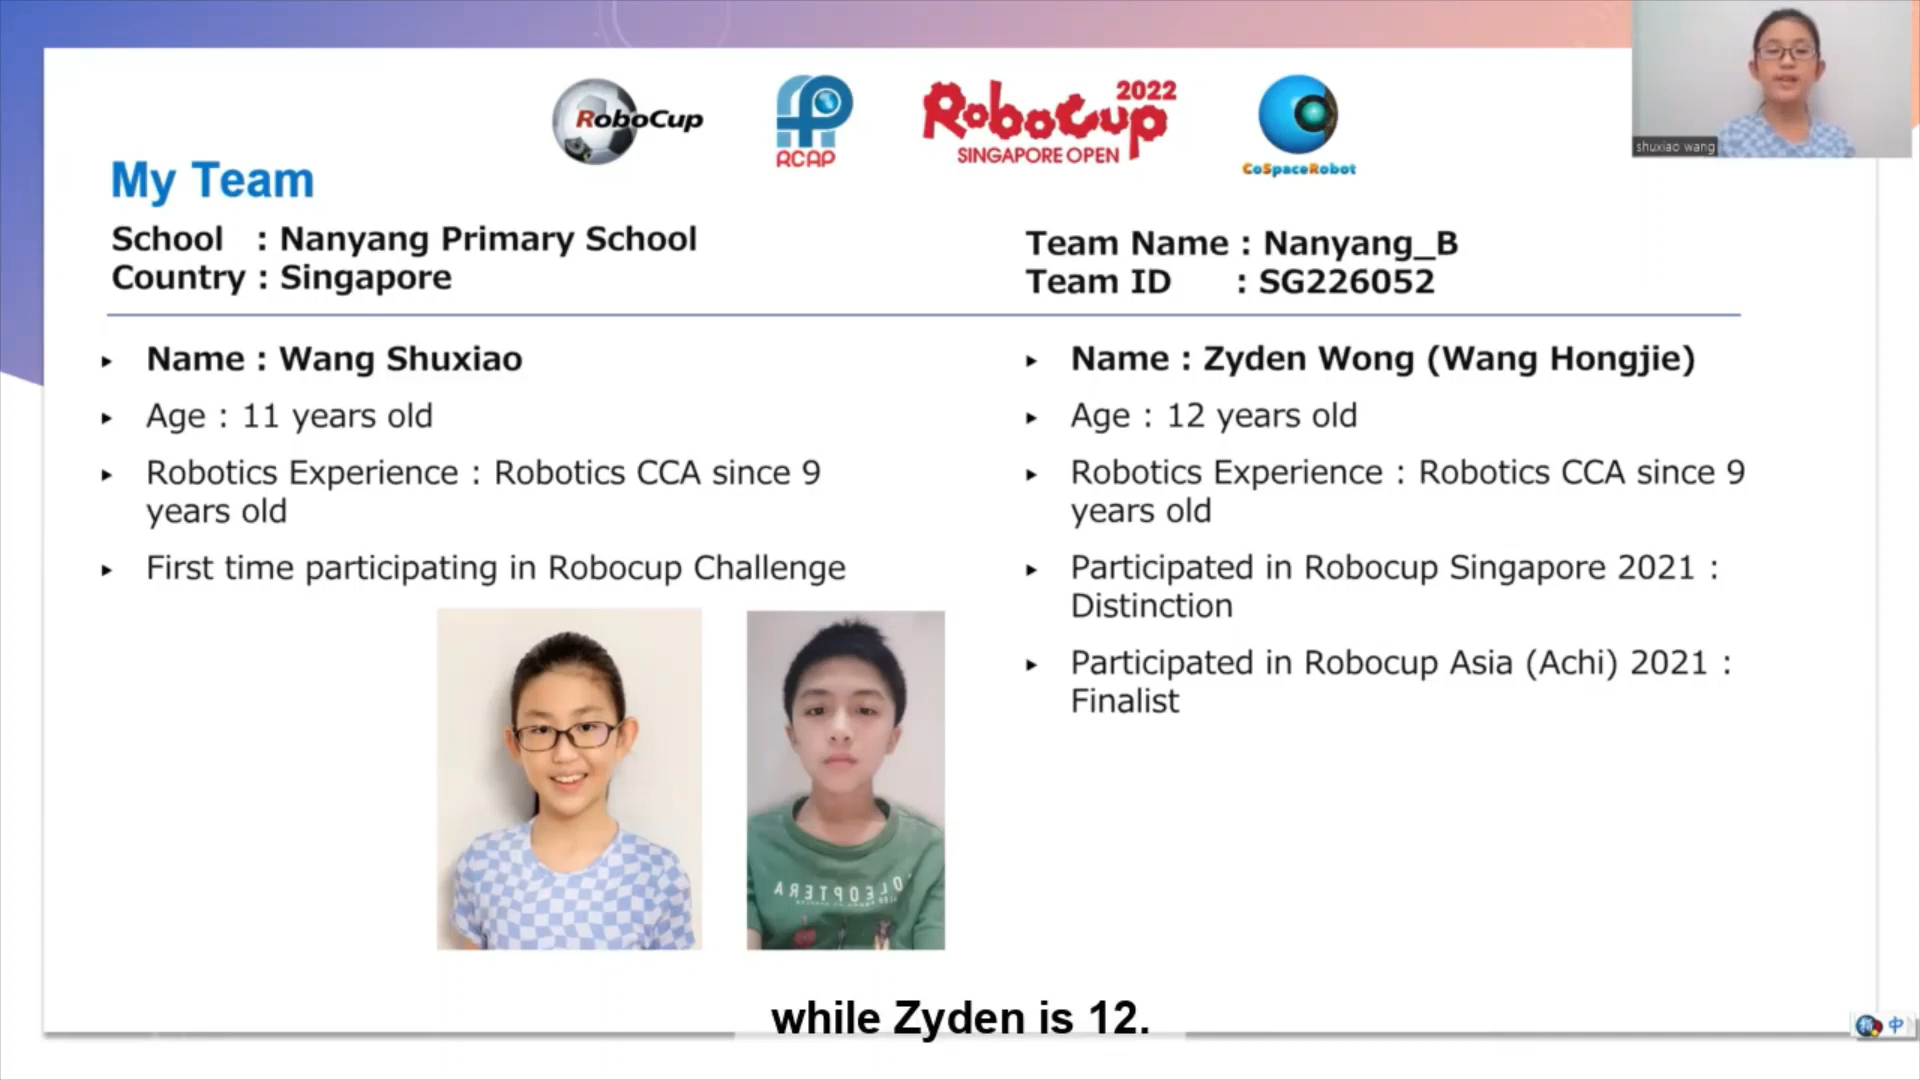 RoboCup
RCAP
RoboCup 2022
SINGAPORE OPEN
CoSpaceRobot
shuxiao wang
My Team
School : Nanyang Primary School
Country : Singapore
Team Name : Nanyang_B
Team ID : SG226052
Name : Wang Shuxiao
Age : 11 years old
Robotics Experience : Robotics CCA since 9
years old
First time participating in Robocup Challenge
Name : Zyden Wong (Wang Hongjie)
Age : 12 years old
Robotics Experience : Robotics CCA since 9
years old
Participated in Robocup Singapore 2021 :
Distinction
Participated in Robocup Asia (Achi) 2021 :
Finalist
while Zyden is 12.
中